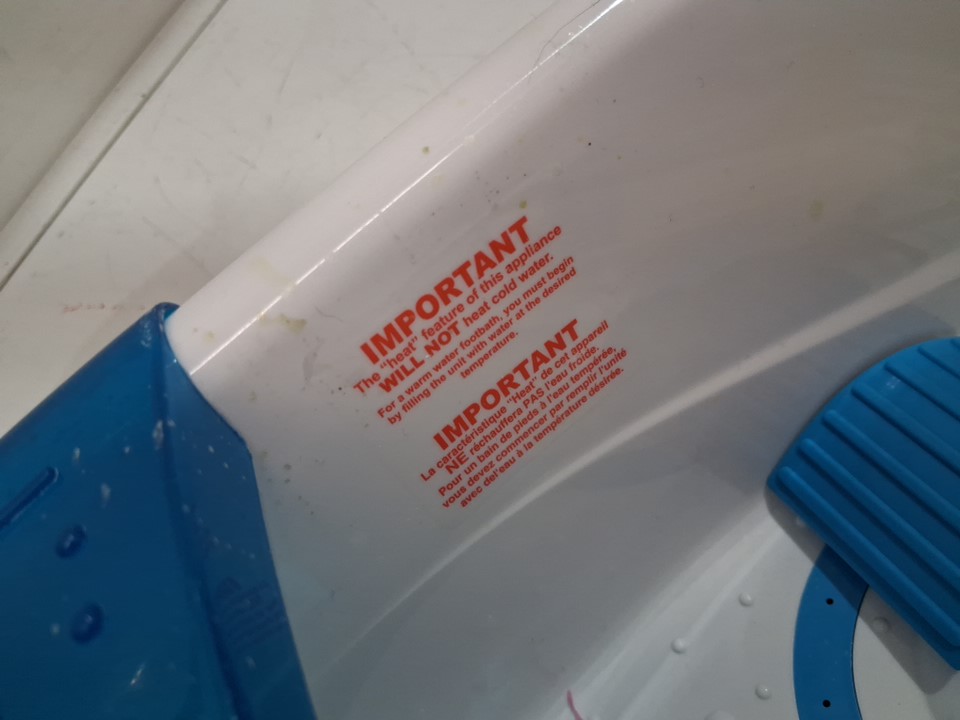 IMPORTANT
The "heat" feature of this appliance
WILL NOT heat cold water.
For a warm water footbath, you must begin
by filling the unit with water at the desired
temperature.
IMPORTANT
La caractéristique "Heat" de cet appareil
NE réchauffera PAS l'eau froide.
Pour un bain de pieds à l'eau tempérée,
vous devez commencer par remplir l'unité
avec del'eau à la température désirée.